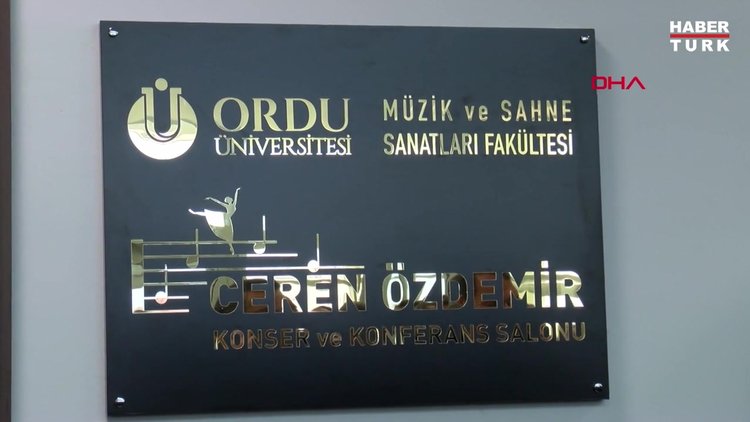 HABER
TÜRK
DHA
ORDU
ÜNİVERSİTESİ
MÜZİK ve SAHNE
SANATLARI FAKÜLTESİ
CEREN ÖZDEMİR
KONSER ve KONFERANS SALONU